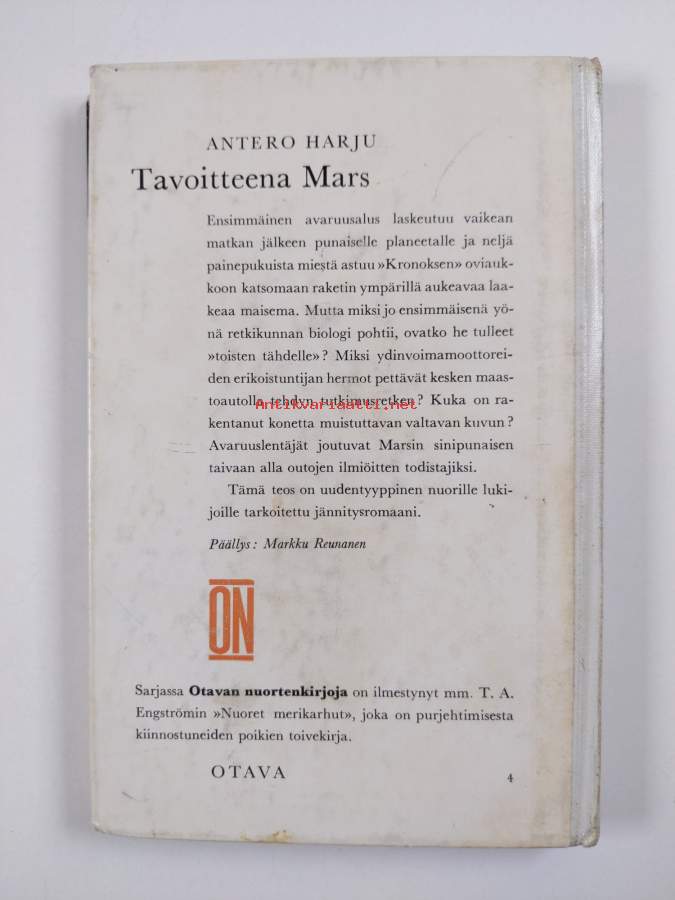 ANTERO HARJU
Tavoitteena Mars
Ensimmäinen avaruusalus laskeutuu vaikean
matkan jälkeen punaiselle planeetalle ja neljä
painepukuista miestä astuu »Kronoksen» oviauk-
koon katsomaan raketin ympärillä aukeavaa laa-
keaa maisema. Mutta miksi jo ensimmäisenä yö-
nä retkikunnan biologi pohtii, ovatko he tulleet
»toisten tähdelle»? Miksi ydinvoimamoottorei-
den erikoistuntijan hermot pettävät kesken maas-
toautolla tehdyn tutkimusretken? Kuka on ra-
Antikvariaatti.net
kentanut konetta muistuttavan valtavan kuvun?
Avaruuslentäjät joutuvat Marsin sinipunaisen
taivaan alla outojen ilmiöitten todistajiksi.
Tämä teos on uudentyyppinen nuorille luki-
joille tarkoitettu jännitysromaani.
Päällys: Markku Reunanen
ON
Sarjassa Otavan nuortenkirjoja on ilmestynyt mm. T. A.
Engströmin »Nuoret merikarhut», joka on purjehtimisesta
kiinnostuneiden poikien toivekirja.
OTAVA
4